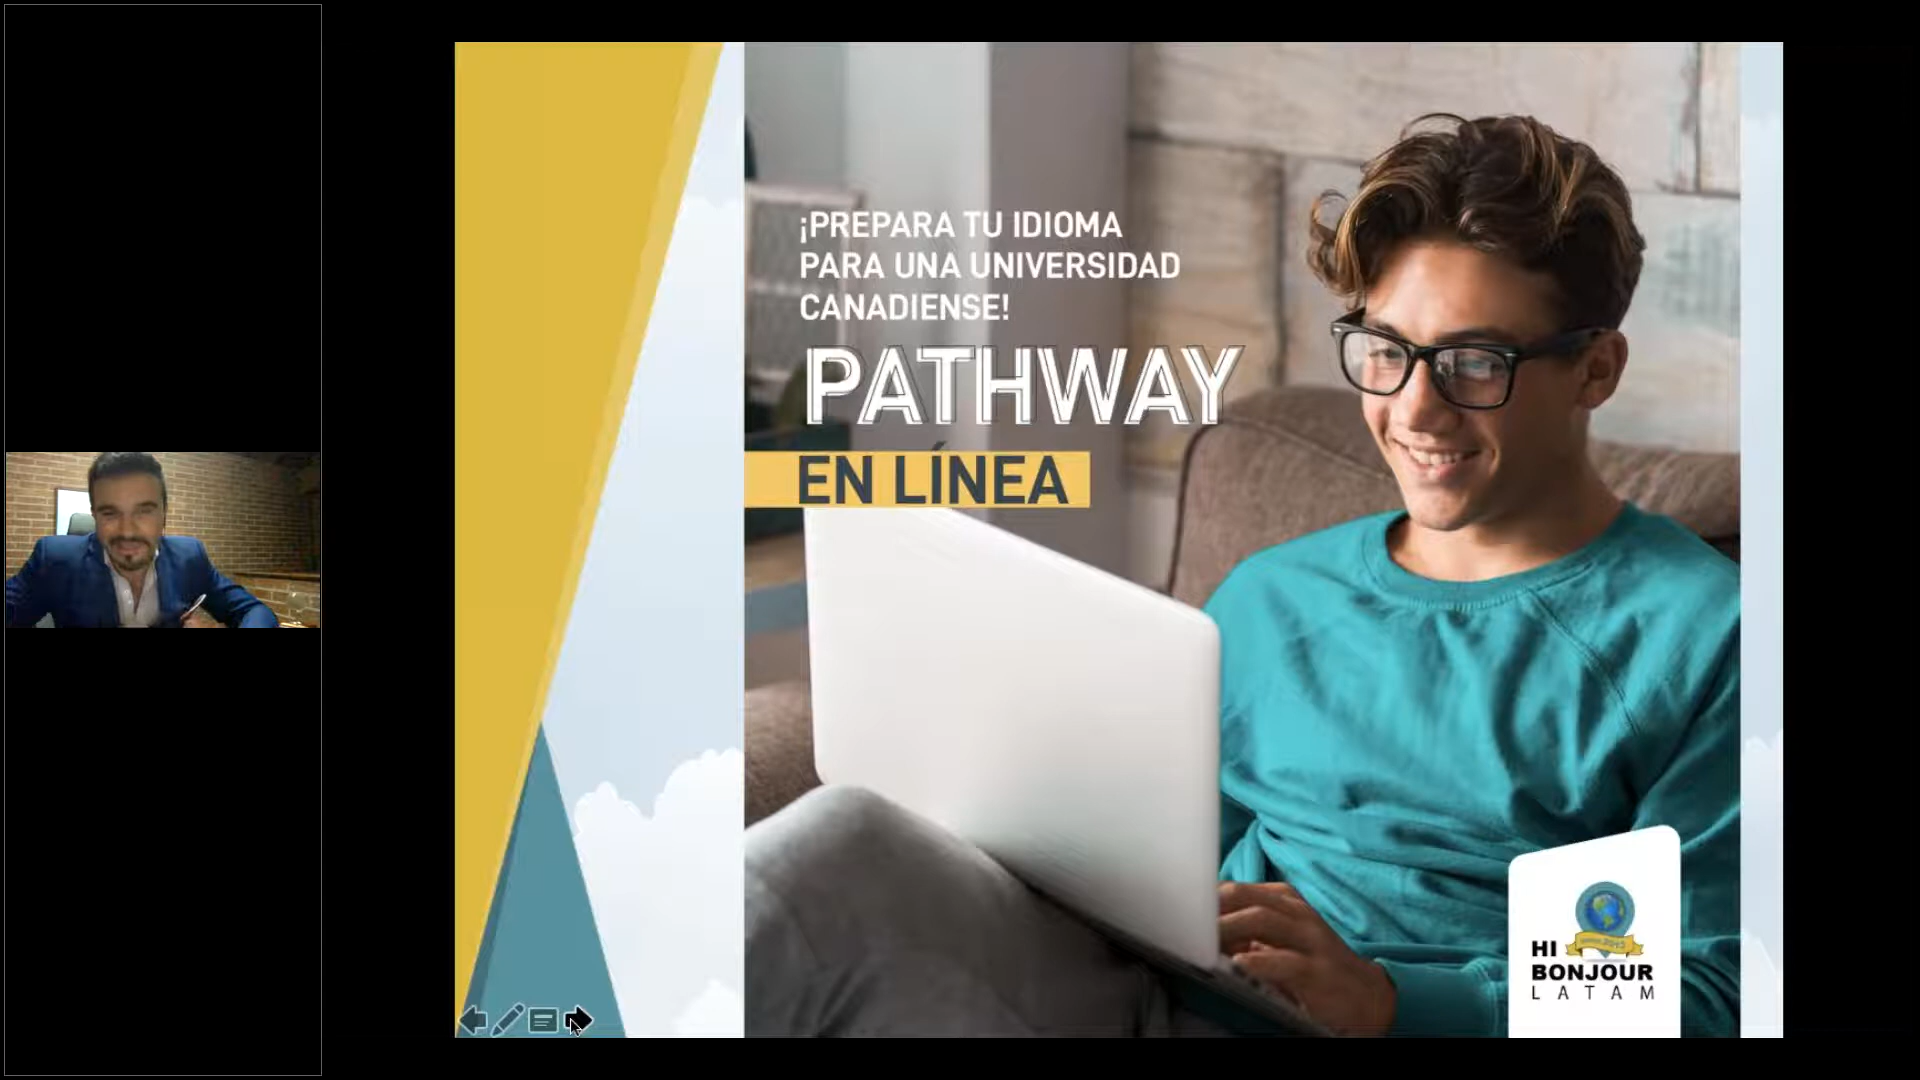 ¡PREPARA TU IDIOMA
PARA UNA UNIVERSIDAD
CANADIENSE!
PATHWAY
EN LÍNEA
HI
BONJOUR
LATAM